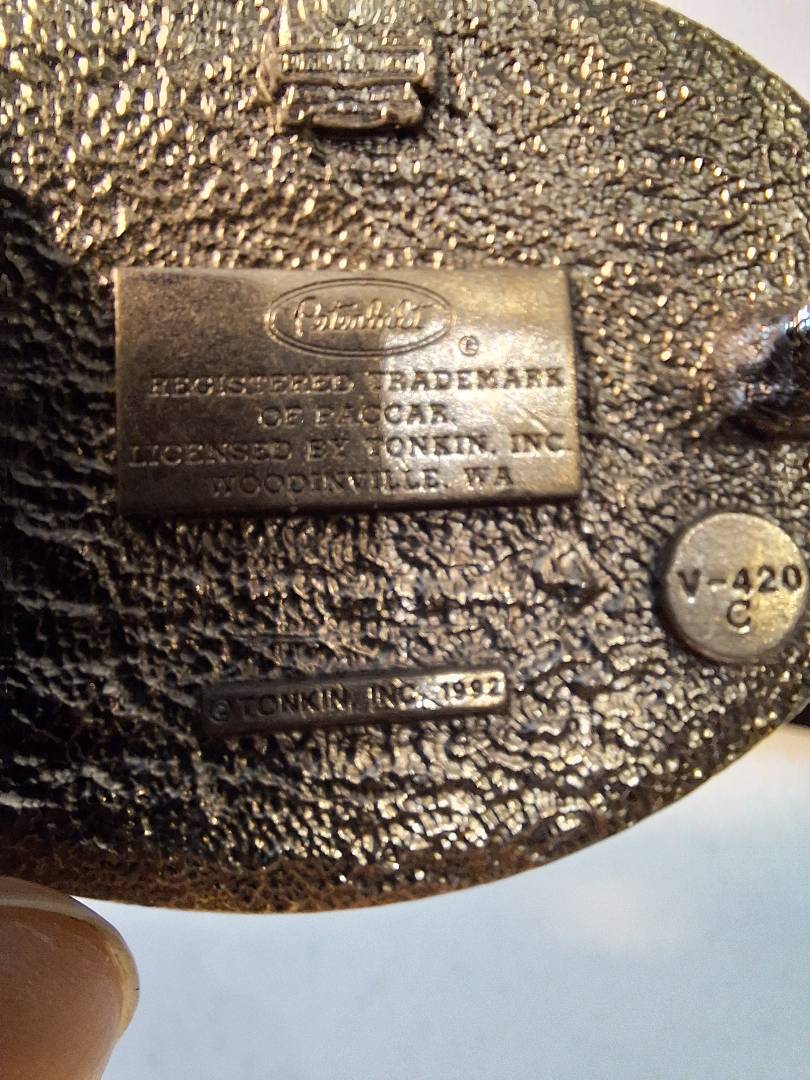 Peterbilt
®
REGISTERED TRADEMARK
OF PACCAR
LICENSED BY TONKIN, INC
WOODINVILLE, WA
V-420
C
© TONKIN, INC. 1992